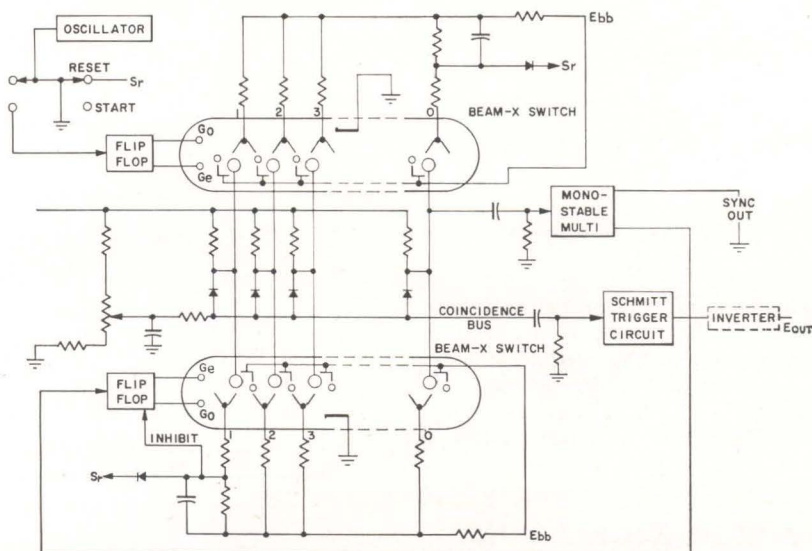 OSCILLATOR
Ebb
RESET
Sr
Sr
START
1 2 3 0
BEAM-X SWITCH
Go
FLIP FLOP
Ge
MONO-
STABLE
MULTI
SYNC
OUT
COINCIDENCE
BUS
SCHMITT
TRIGGER
CIRCUIT
INVERTER
EOUT
BEAM-X SWITCH
Ge
FLIP
FLOP
Go
INHIBIT
1 2 3 0
Sr
Ebb